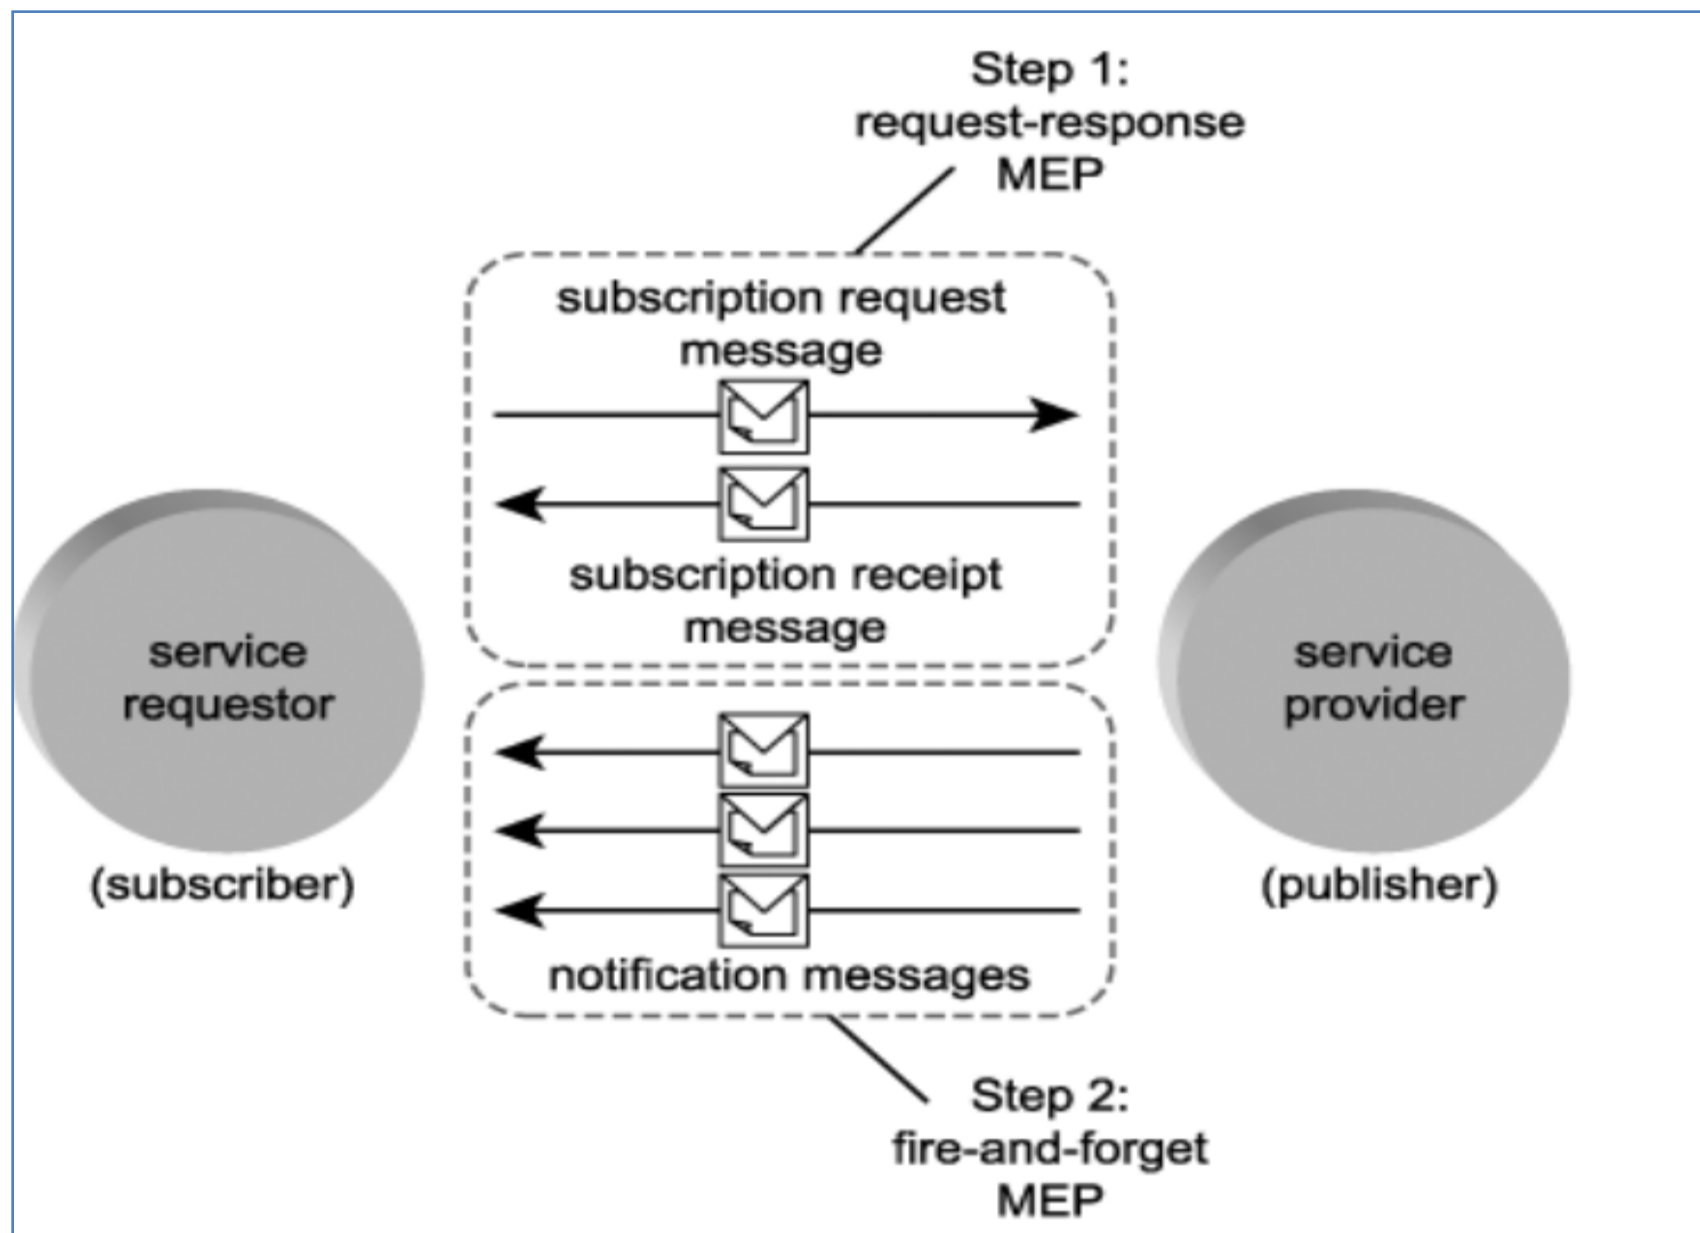 Step 1:
request-response
MEP
subscription request
message
subscription receipt
message
service
requestor
(subscriber)
service
provider
(publisher)
notification messages
Step 2:
fire-and-forget
MEP